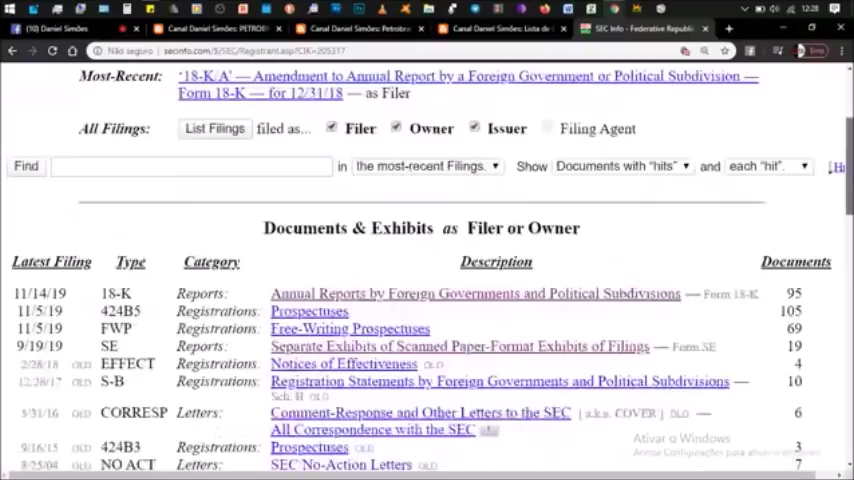 (10) Daniel Simões
Canal Daniel Simões: PETROB
Canal Daniel Simões: Petrobra
Canal Daniel Simões: Lista de
SEC Info - Federative Republi
12:28
Não seguro | secinfo.com/$/SEC/Registrant.asp?CIK=205317
Most-Recent: '18-K/A' — Amendment to Annual Report by a Foreign Government or Political Subdivision —
Form 18-K — for 12/31/18 — as Filer
All Filings: List Filings filed as... Filer Owner Issuer Filing Agent
Find in the most-recent Filings. Show Documents with “hits” and each “hit”.
Documents & Exhibits as Filer or Owner
Latest Filing Type Category Description Documents
11/14/19 18-K Reports: Annual Reports by Foreign Governments and Political Subdivisions — Form 18-K 95
11/5/19 424B5 Registrations: Prospectuses 105
11/5/19 FWP Registrations: Free-Writing Prospectuses 69
9/19/19 SE Reports: Separate Exhibits of Scanned Paper-Format Exhibits of Filings — Form SE 19
2/28/18 OLD EFFECT Registrations: Notices of Effectiveness OLD 4
12/28/17 OLD S-B Registrations: Registration Statements by Foreign Governments and Political Subdivisions — 10
Sch. B OLD
5/31/16 OLD CORRESP Letters: Comment-Response and Other Letters to the SEC [ a.k.a. COVER ] OLD — 6
All Correspondence with the SEC
9/16/15 OLD 424B3 Registrations: Prospectuses OLD 3
8/25/04 OLD NO ACT Letters: SEC No-Action Letters OLD 7
Ativar o Windows
Acesse Configurações para ativar o Windows.